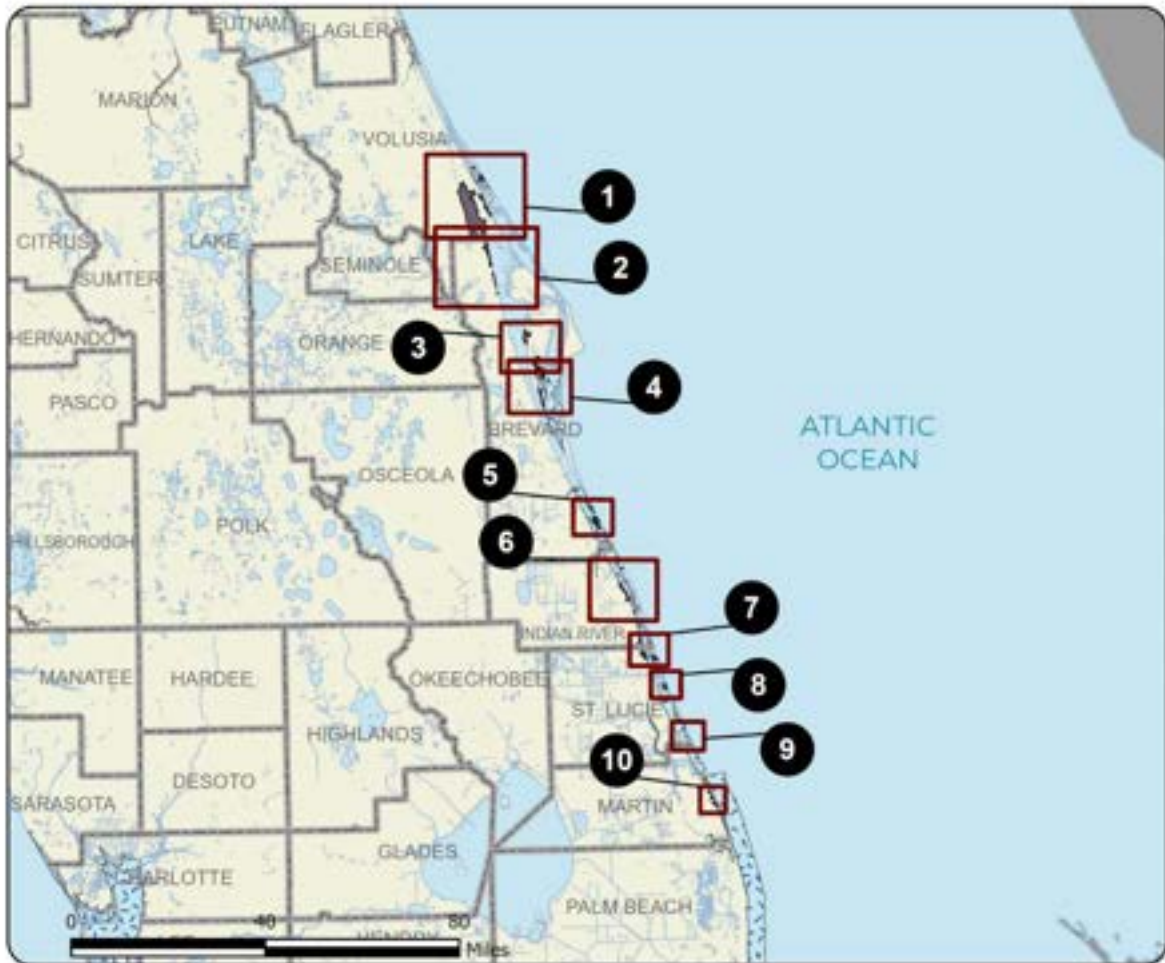 PUTNAM
FLAGLER
MARION
VOLUSIA
1
CITRUS
LAKE
2
SEMINOLE
SUMTER
HERNANDO
ORANGE
3
4
PASCO
BREVARD
ATLANTIC
OCEAN
5
OSCEOLA
POLK
HILLSBOROUGH
6
7
INDIAN RIVER
MANATEE
HARDEE
OKEECHOBEE
8
ST. LUCIE
HIGHLANDS
9
10
DESOTO
SARASOTA
MARTIN
GLADES
CHARLOTTE
PALM BEACH
0 40 80
Miles
HENDRY